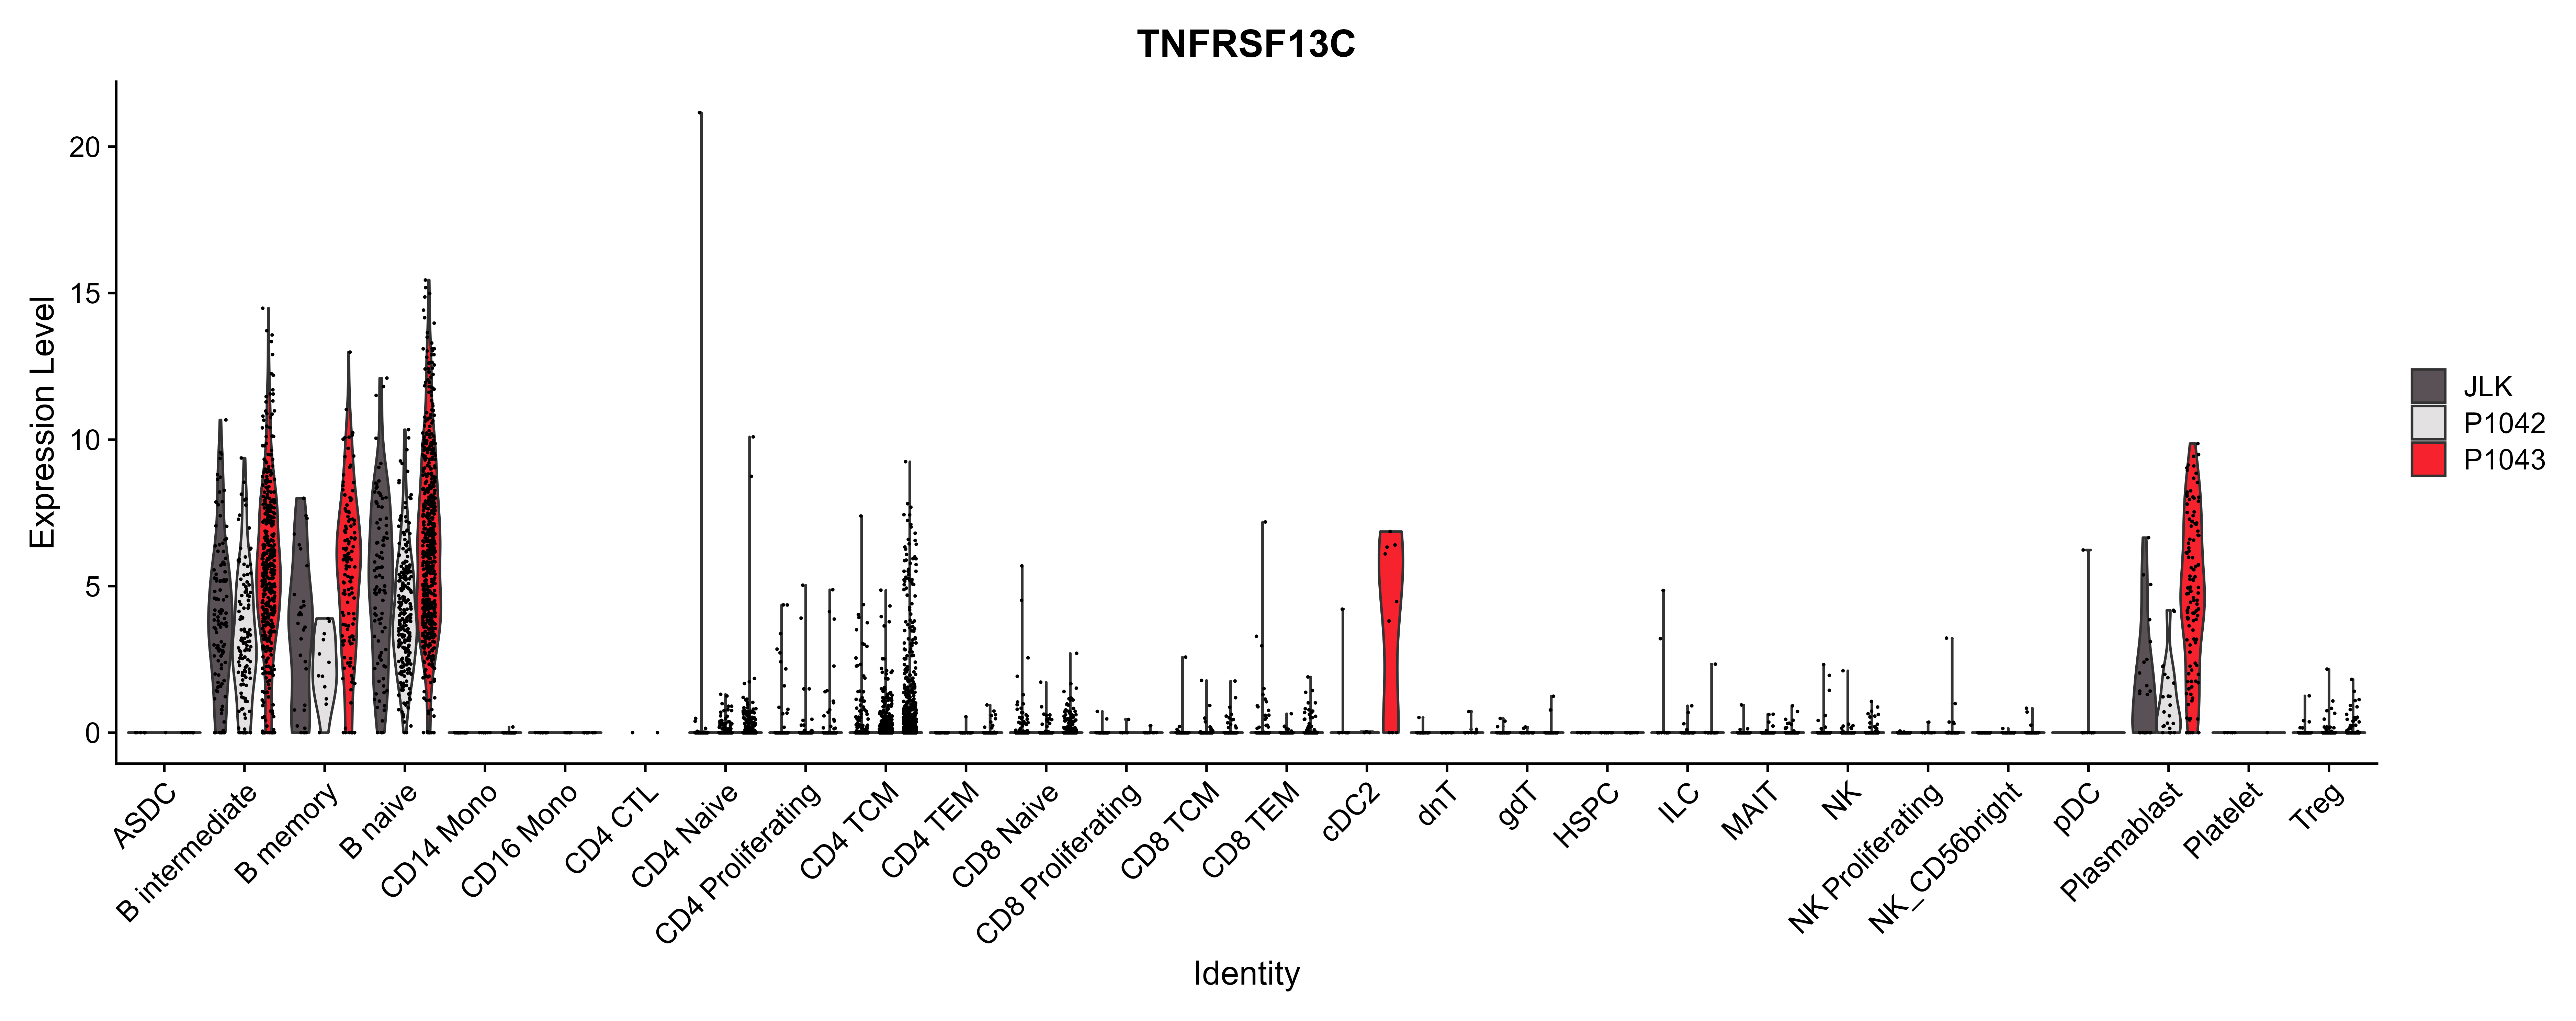 TNFRSF13C
Expression Level
20
15
10
5
0
ASDC
B intermediate
B memory
B naive
CD14 Mono
CD16 Mono
CD4 CTL
CD4 Naive
CD4 Proliferating
CD4 TCM
CD4 TEM
CD8 Naive
CD8 Proliferating
CD8 TCM
CD8 TEM
cDC2
dnT
gdT
HSPC
ILC
MAIT
NK
NK Proliferating
NK_CD56bright
pDC
Plasmablast
Platelet
Treg
Identity
JLK
P1042
P1043